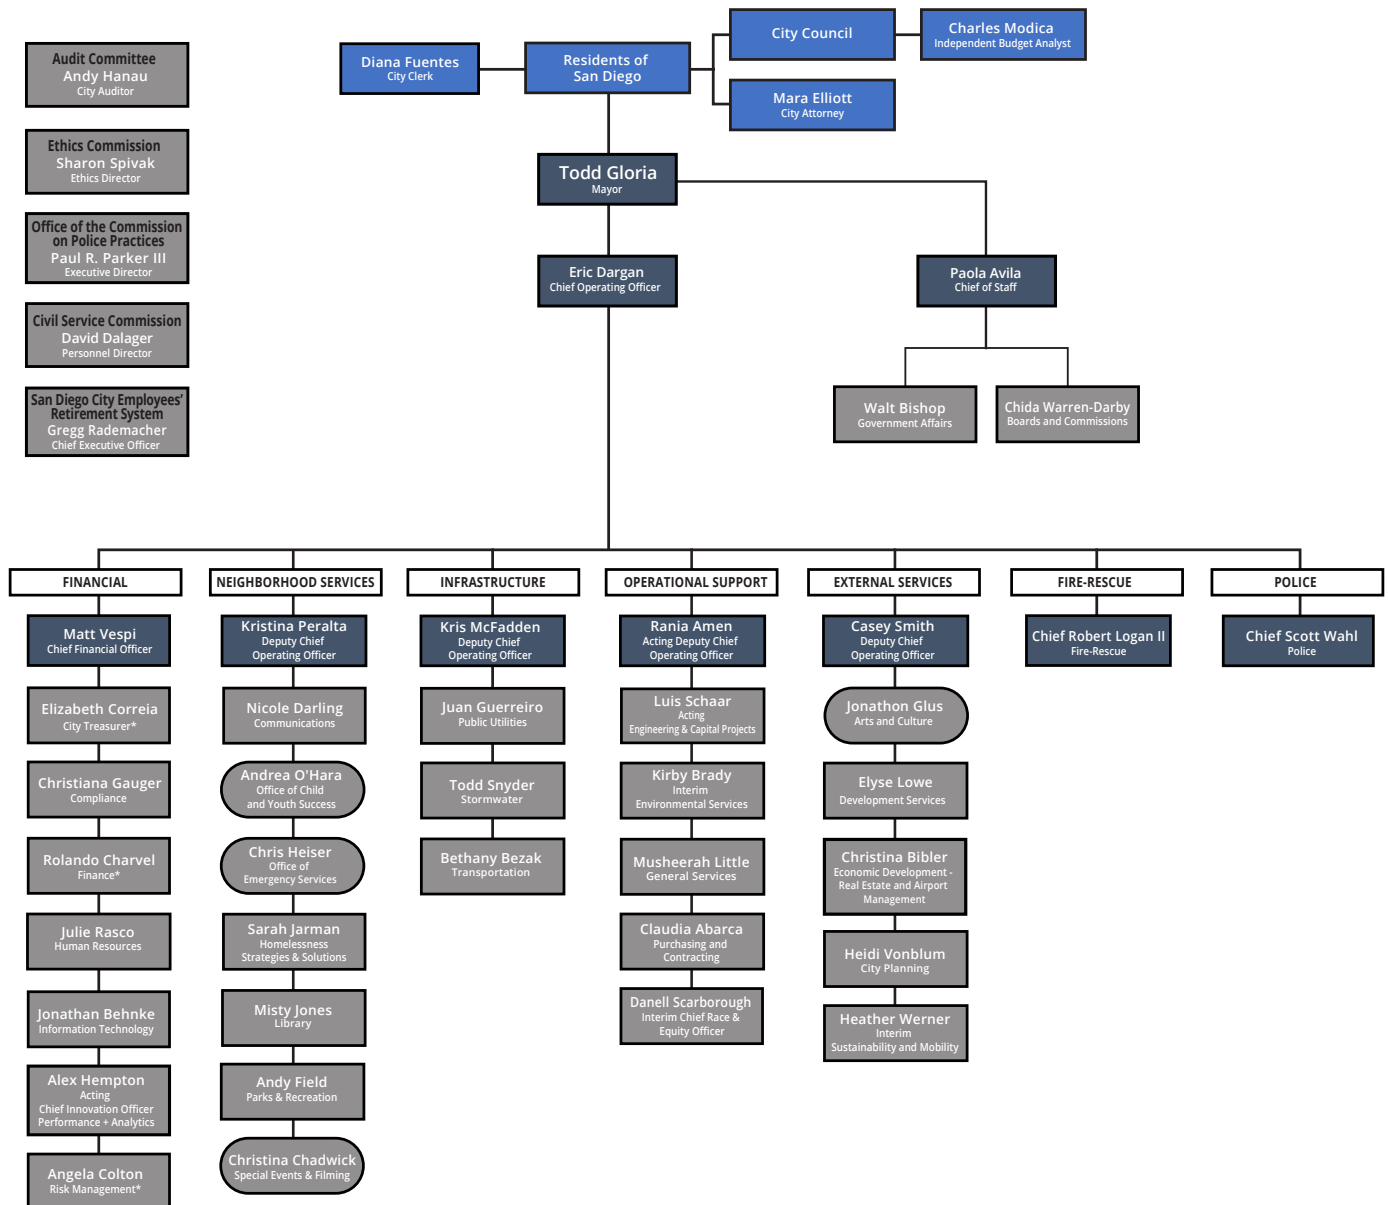 Audit Committee
Andy Hanau
City Auditor
Ethics Commission
Sharon Spivak
Ethics Director
Office of the Commission
on Police Practices
Paul R. Parker III
Executive Director
Civil Service Commission
David Dalager
Personnel Director
San Diego City Employees’
Retirement System
Gregg Rademacher
Chief Executive Officer
Diana Fuentes
City Clerk
Residents of
San Diego
City Council
Charles Modica
Independent Budget Analyst
Mara Elliott
City Attorney
Todd Gloria
Mayor
Eric Dargan
Chief Operating Officer
Paola Avila
Chief of Staff
Walt Bishop
Government Affairs
Chida Warren-Darby
Boards and Commissions
FINANCIAL
Matt Vespi
Chief Financial Officer
Elizabeth Correia
City Treasurer*
Christiana Gauger
Compliance
Rolando Charvel
Finance*
Julie Rasco
Human Resources
Jonathan Behnke
Information Technology
Alex Hempton
Acting
Chief Innovation Officer
Performance + Analytics
Angela Colton
Risk Management*
NEIGHBORHOOD SERVICES
Kristina Peralta
Deputy Chief
Operating Officer
Nicole Darling
Communications
Andrea O'Hara
Office of Child
and Youth Success
Chris Heiser
Office of
Emergency Services
Sarah Jarman
Homelessness
Strategies & Solutions
Misty Jones
Library
Andy Field
Parks & Recreation
Christina Chadwick
Special Events & Filming
INFRASTRUCTURE
Kris McFadden
Deputy Chief
Operating Officer
Juan Guerreiro
Public Utilities
Todd Snyder
Stormwater
Bethany Bezak
Transportation
OPERATIONAL SUPPORT
Rania Amen
Acting Deputy Chief
Operating Officer
Luis Schaar
Acting
Engineering & Capital Projects
Kirby Brady
Interim
Environmental Services
Musheerah Little
General Services
Claudia Abarca
Purchasing and
Contracting
Danell Scarborough
Interim Chief Race &
Equity Officer
EXTERNAL SERVICES
Casey Smith
Deputy Chief
Operating Officer
Jonathon Glus
Arts and Culture
Elyse Lowe
Development Services
Christina Bibler
Economic Development -
Real Estate and Airport
Management
Heidi Vonblum
City Planning
Heather Werner
Interim
Sustainability and Mobility
FIRE-RESCUE
Chief Robert Logan II
Fire-Rescue
POLICE
Chief Scott Wahl
Police